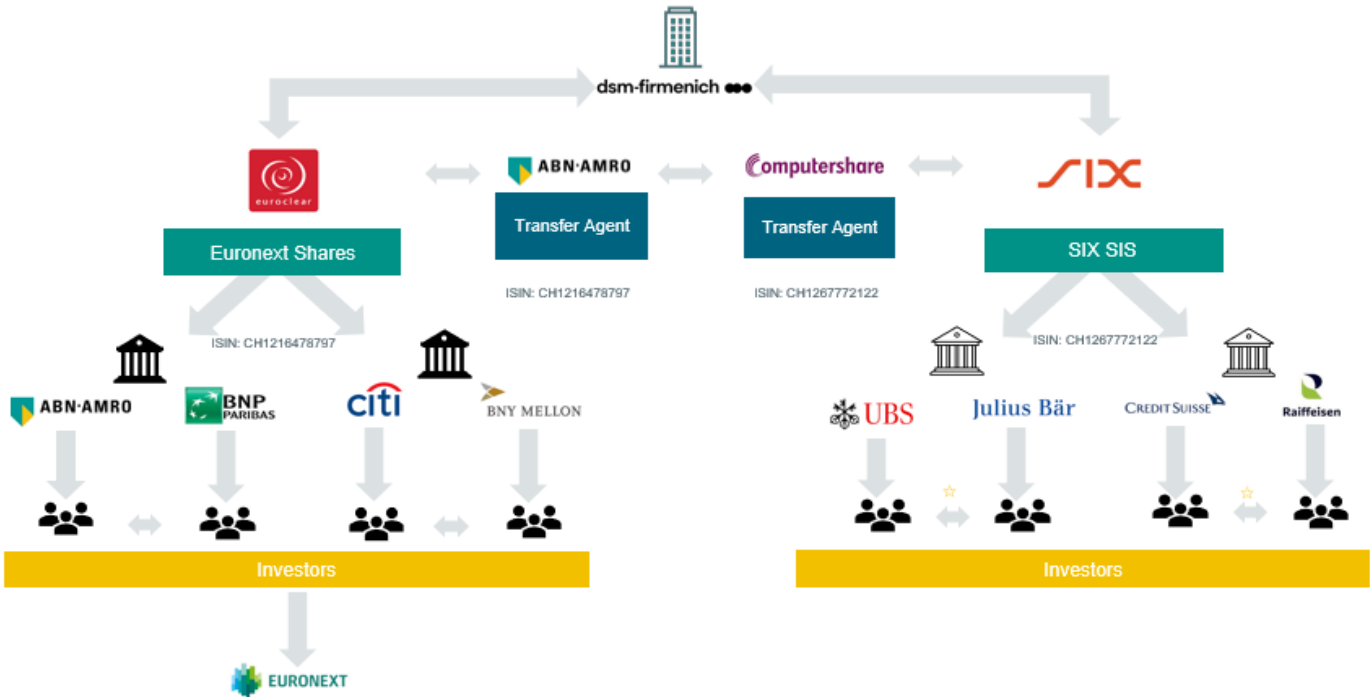 dsm-firmenich
euroclear
ABN·AMRO
Computershare
SIX
Euronext Shares
Transfer Agent
Transfer Agent
SIX SIS
ISIN: CH1216478797
ISIN: CH1267772122
ISIN: CH1216478797
ISIN: CH1267772122
ABN·AMRO
BNP
PARIBAS
citi
BNY MELLON
UBS
Julius Bär
CREDIT SUISSE
Raiffeisen
Investors
Investors
EURONEXT